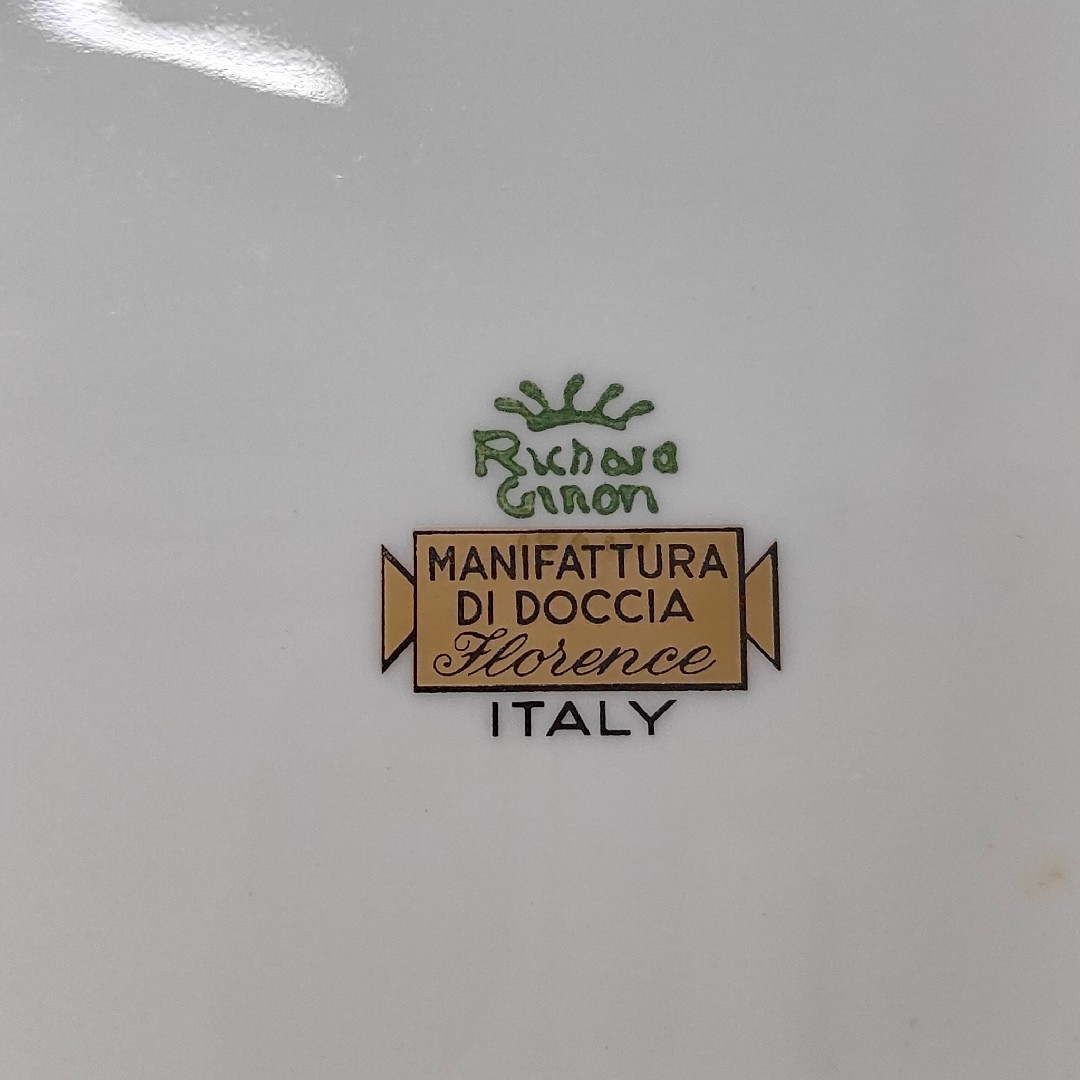 Richard
Ginori
MANIFATTURA
DI DOCCIA
Florence
ITALY